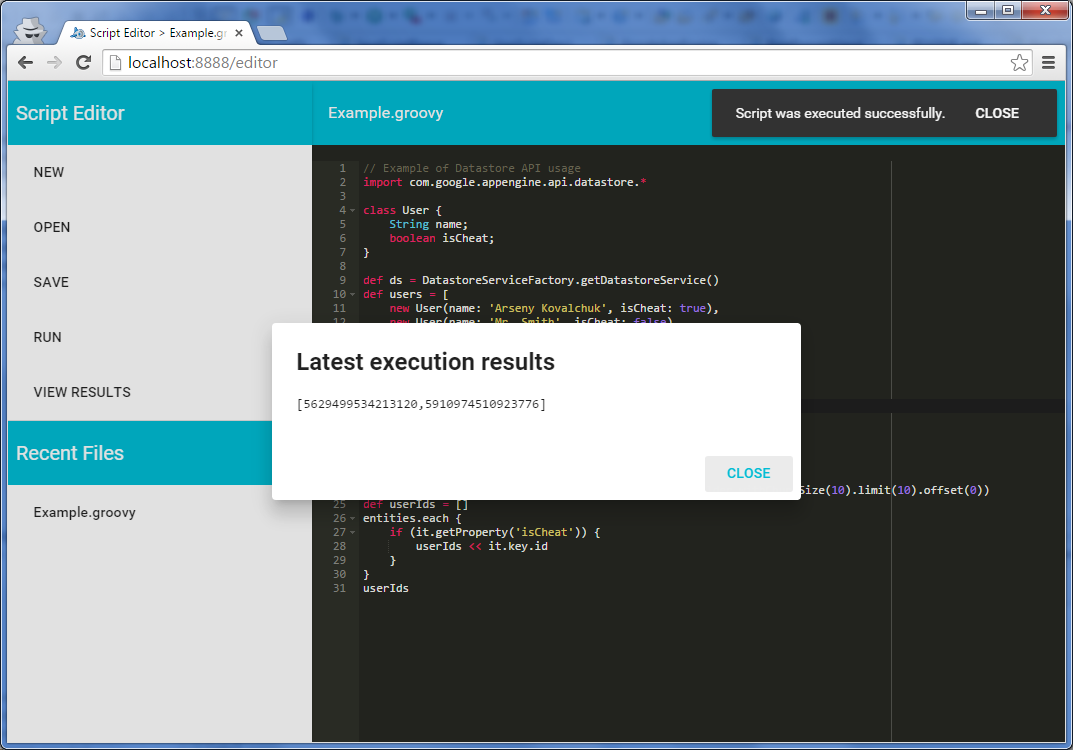 Script Editor > Example.gr
localhost:8888/editor
Script Editor
Example.groovy
Script was executed successfully. CLOSE
NEW
OPEN
SAVE
RUN
VIEW RESULTS
Recent Files
Example.groovy
1 // Example of Datastore API usage
2 import com.google.appengine.api.datastore.*
3
4 class User {
5 String name;
6 boolean isCheat;
7 }
8
9 def ds = DatastoreServiceFactory.getDatastoreService()
10 def users = [
11 new User(name: 'Arseny Kovalchuk', isCheat: true),
12 new User(name: 'Mr. Smith', isCheat: false)
Latest execution results
[5629499534213120,5910974510923776]
CLOSE
Size(10).limit(10).offset(0))
25 def userIds = []
26 entities.each {
27 if (it.getProperty('isCheat')) {
28 userIds << it.key.id
29 }
30 }
31 userIds